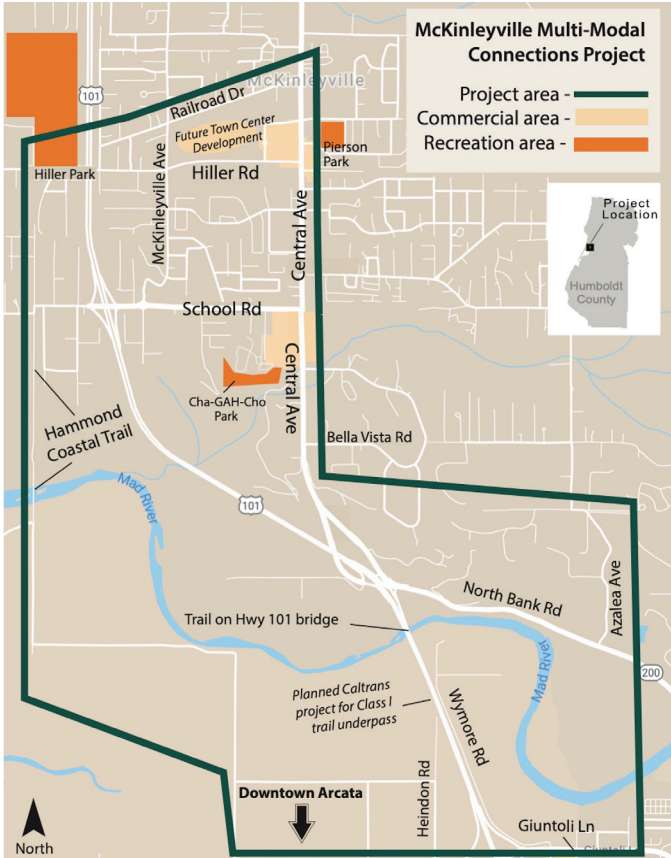 McKinleyville Multi-Modal
Connections Project
Project area -
Commercial area -
Recreation area -
McKinleyville
101
Railroad Dr
Future Town Center
Development
Pierson
Park
Hiller Park
Hiller Rd
McKinleyville Ave
Central Ave
Project
Location
Humboldt
County
School Rd
Central Ave
Cha-GAH-Cho
Park
Hammond
Coastal Trail
Bella Vista Rd
Mad River
101
North Bank Rd
Azalea Ave
Trail on Hwy 101 bridge
Mad River
200
Planned Caltrans
project for Class I
trail underpass
Wymore Rd
Heindon Rd
Downtown Arcata
Giuntoli Ln
North